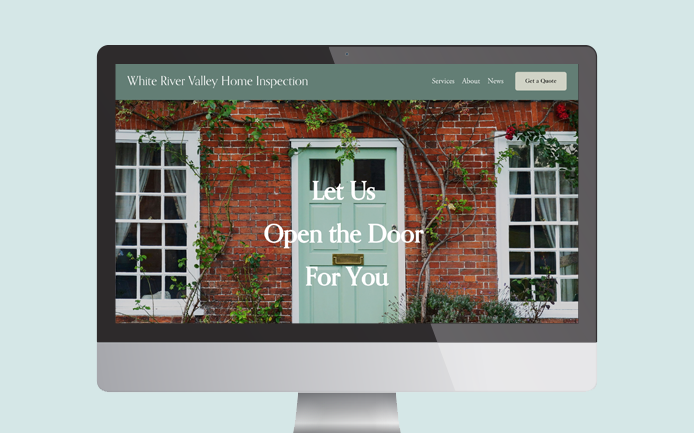 White River Valley Home Inspection
Services About News Get a Quote
Let Us
Open the Door
For You